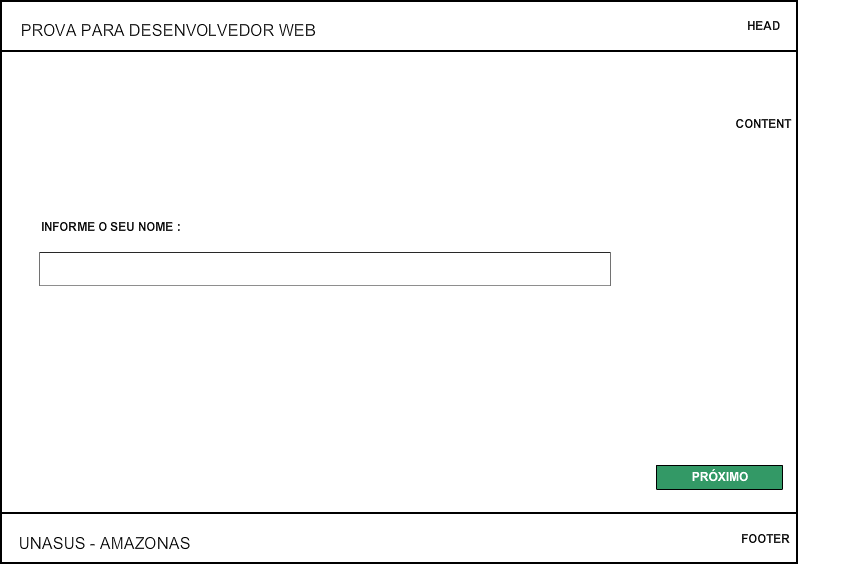 PROVA PARA DESENVOLVEDOR WEB
HEAD
CONTENT
INFORME O SEU NOME :
PRÓXIMO
UNASUS - AMAZONAS
FOOTER